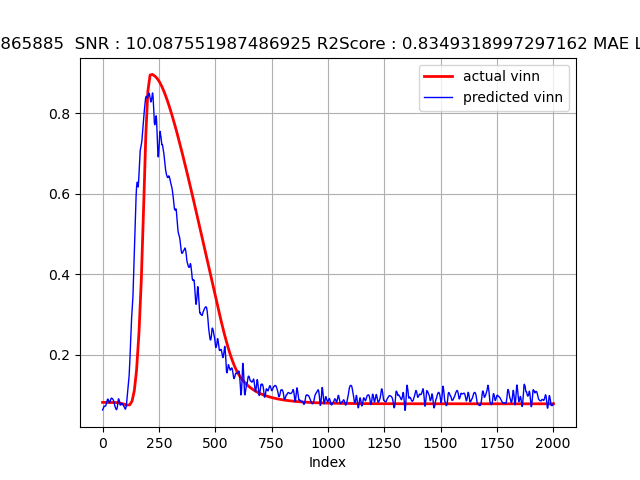 865885  SNR : 10.087551987486925 R2Score : 0.8349318997297162 MAE L
actual vinn
predicted vinn
0.8
0.6
0.4
0.2
0 250 500 750 1000 1250 1500 1750 2000
Index